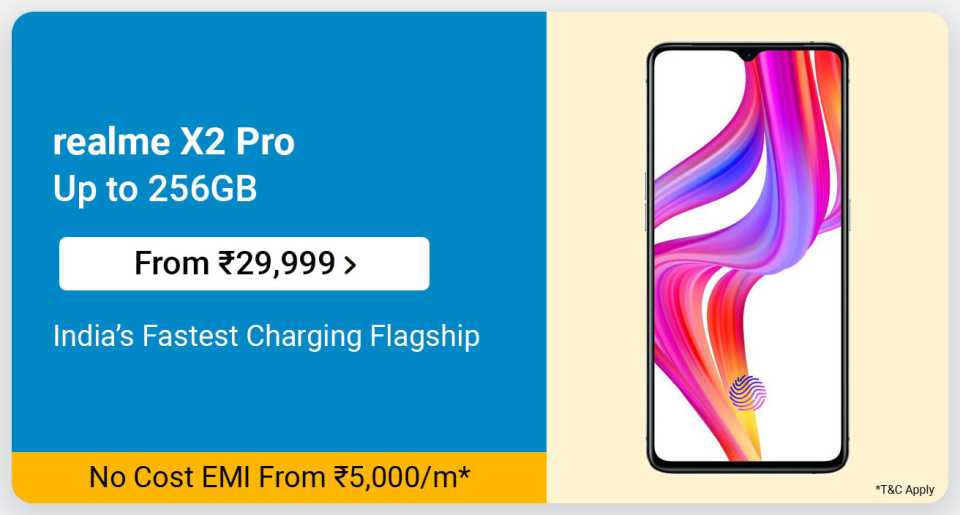 realme X2 Pro
Up to 256GB
From ₹29,999 >
India's Fastest Charging Flagship
No Cost EMI From ₹5,000/m*
*T&C Apply